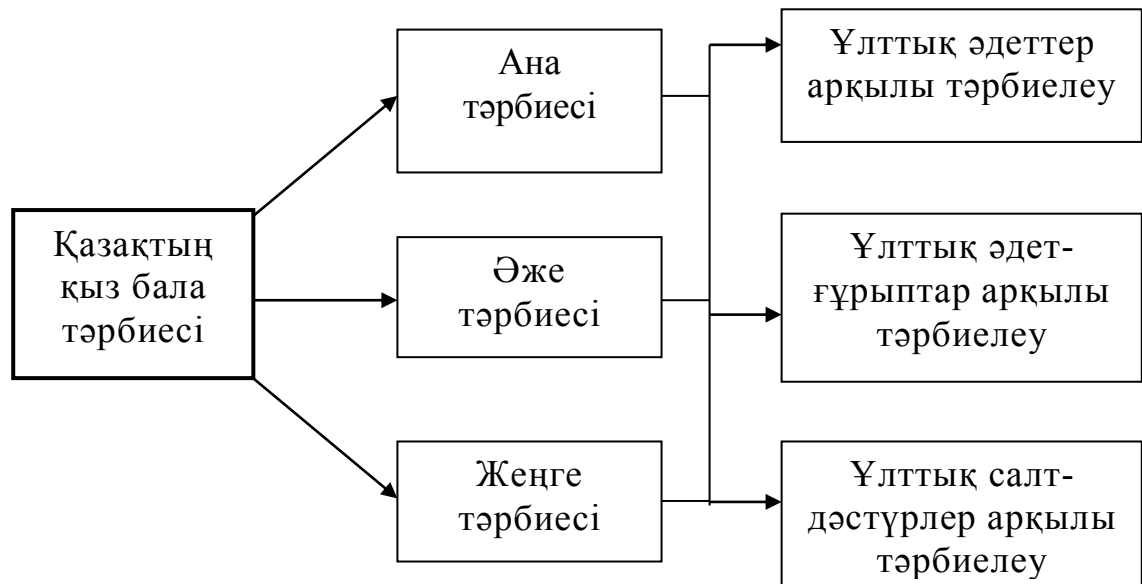 Қазақтың
қыз бала
тәрбиесі
Ана
тәрбиесі
Әже
тәрбиесі
Жеңге
тәрбиесі
Ұлттық әдеттер
арқылы тәрбиелеу
Ұлттық әдет-
ғұрыптар арқылы
тәрбиелеу
Ұлттық салт-
дәстүрлер арқылы
тәрбиелеу